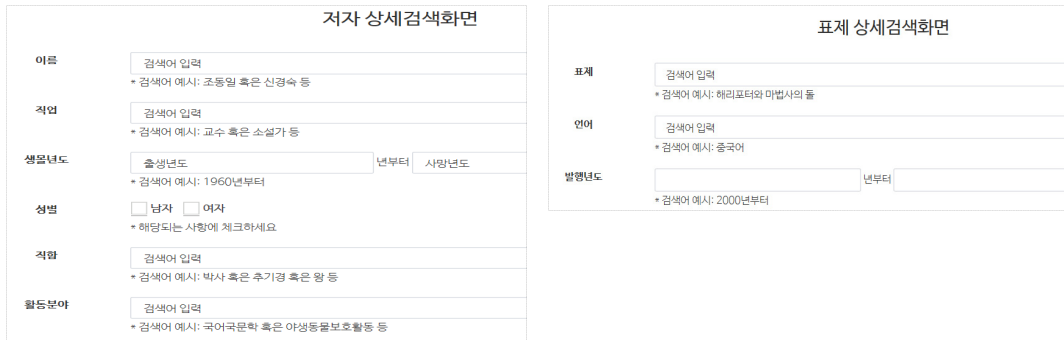 저자 상세검색화면
이름
검색어 입력
* 검색어 예시: 조동일 혹은 신경숙 등
직업
검색어 입력
* 검색어 예시: 교수 혹은 소설가 등
생몰년도
출생년도 년부터 사망년도
* 검색어 예시: 1960년부터
성별
남자 여자
* 해당되는 사항에 체크하세요
직함
검색어 입력
* 검색어 예시: 박사 혹은 추기경 혹은 왕 등
활동분야
검색어 입력
* 검색어 예시: 국어국문학 혹은 야생동물보호활동 등
표제 상세검색화면
표제
검색어 입력
* 검색어 예시: 해리포터와 마법사의 돌
언어
검색어 입력
* 검색어 예시: 중국어
발행년도
년부터
* 검색어 예시: 2000년부터